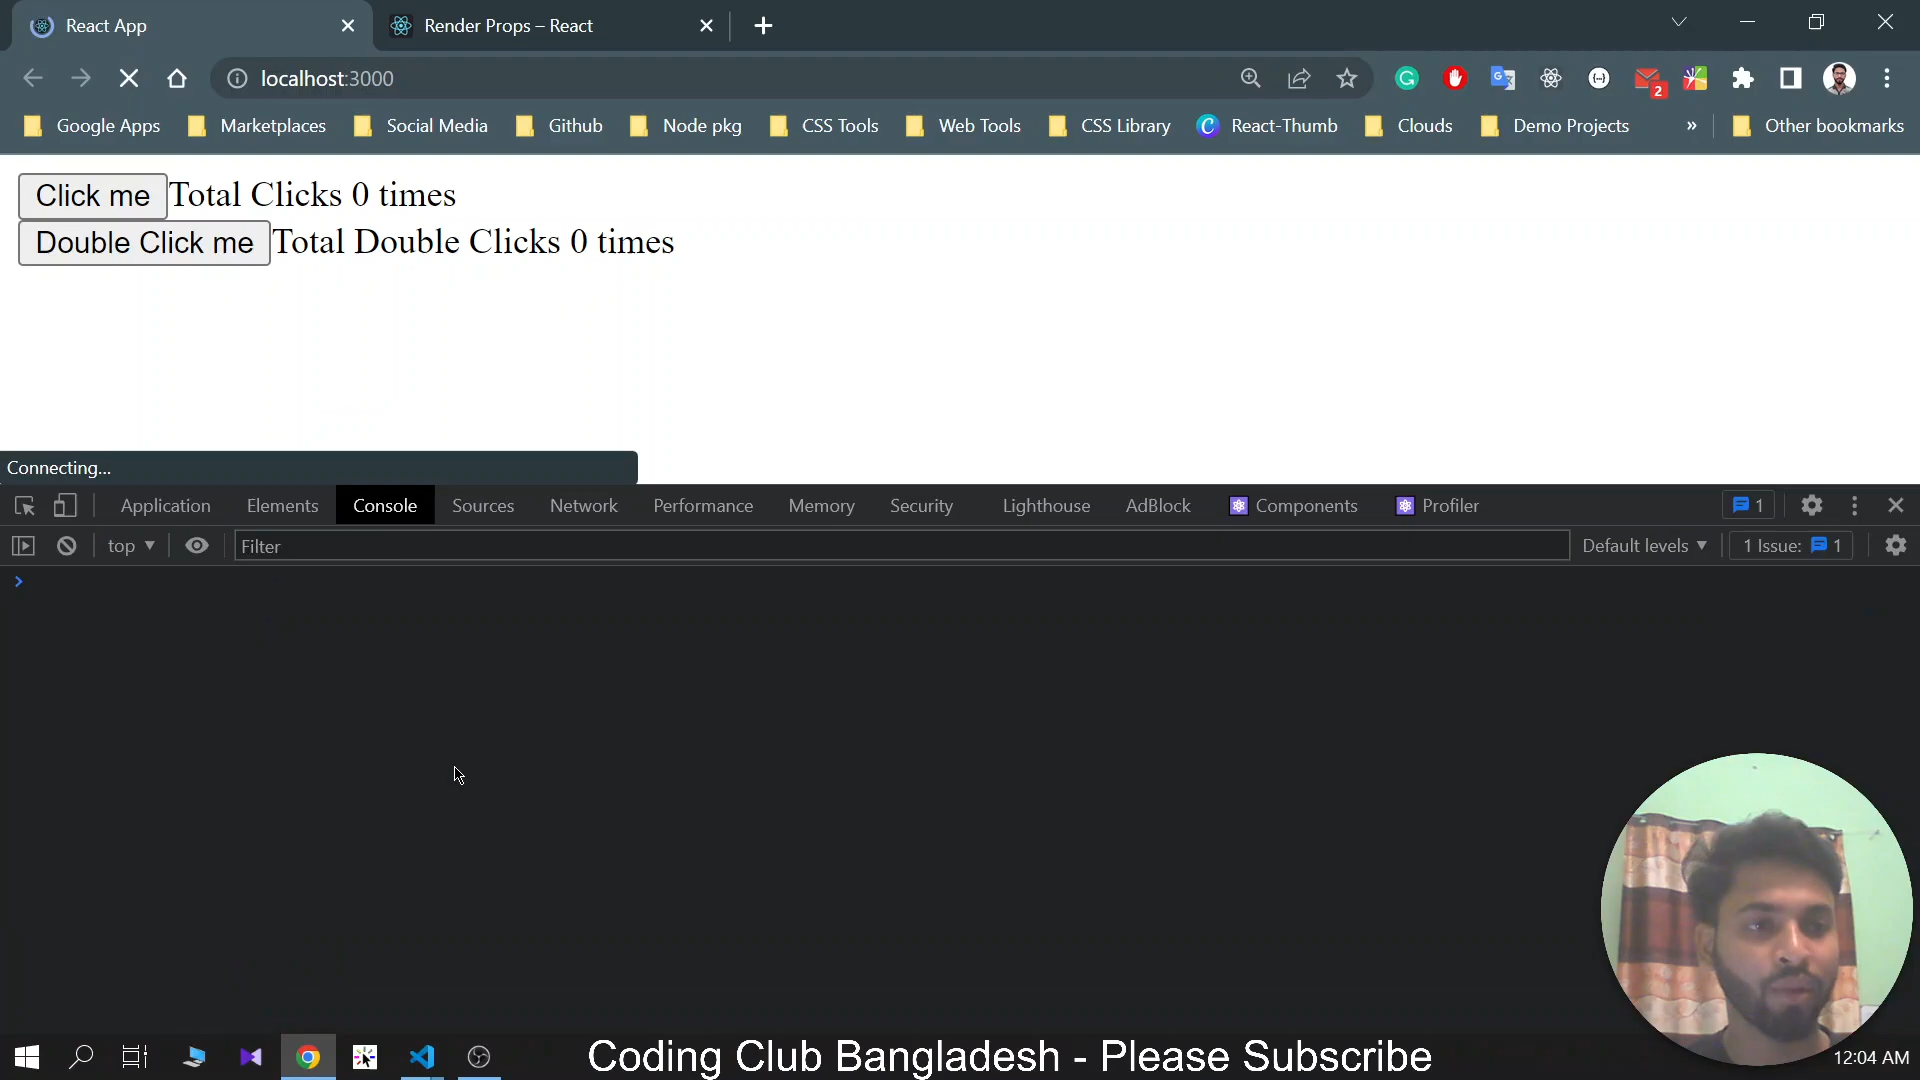 React App
Render Props – React
localhost:3000
2
Google Apps
Marketplaces
Social Media
Github
Node pkg
CSS Tools
Web Tools
CSS Library
React-Thumb
Clouds
Demo Projects
»
Other bookmarks
Click me Total Clicks 0 times
Double Click me Total Double Clicks 0 times
Connecting...
Application
Elements
Console
Sources
Network
Performance
Memory
Security
Lighthouse
AdBlock
Components
Profiler
1
top
Filter
Default levels
1 Issue: 1
Coding Club Bangladesh - Please Subscribe
12:04 AM